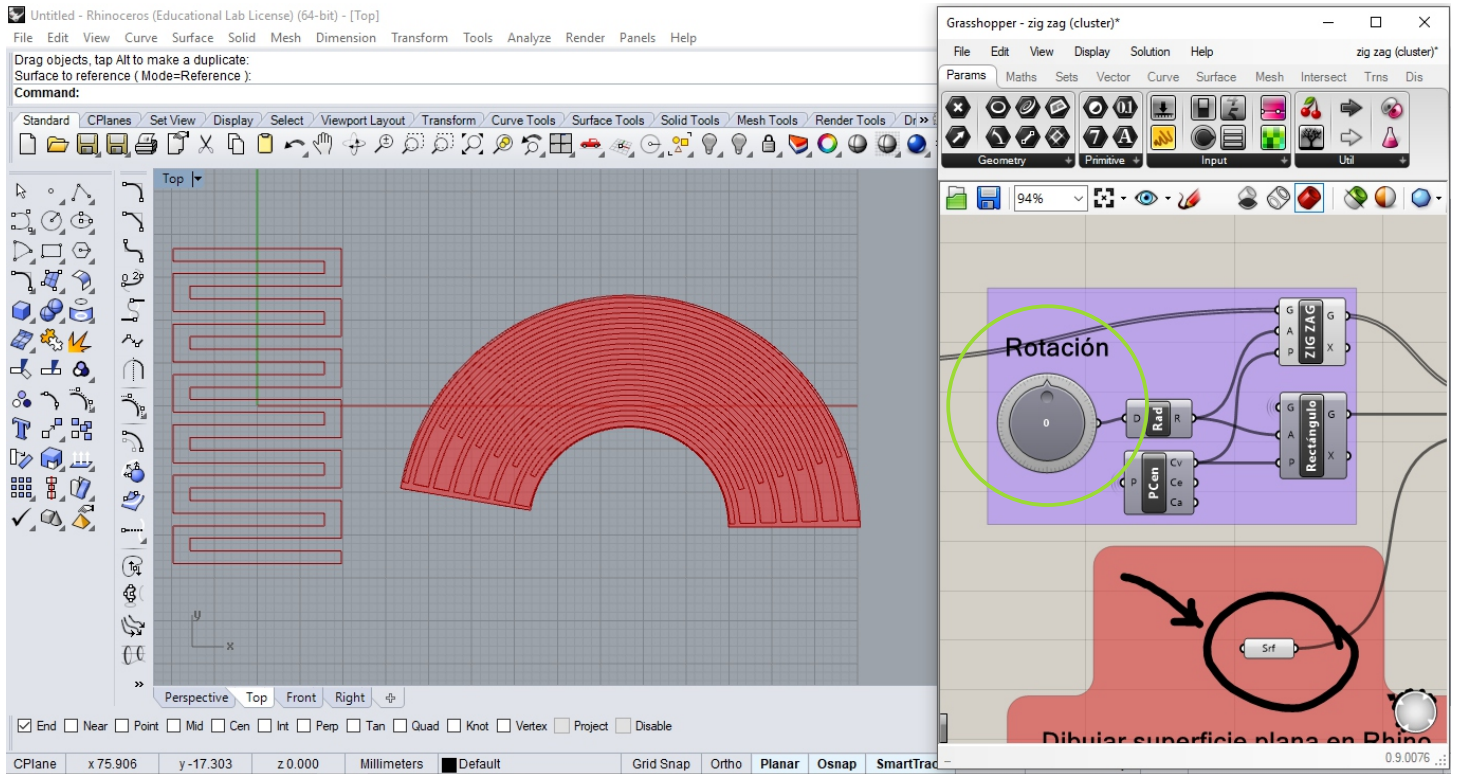 Untitled - Rhinoceros (Educational Lab License) (64-bit) - [Top]
File Edit View Curve Surface Solid Mesh Dimension Transform Tools Analyze Render Panels Help
Drag objects, tap Alt to make a duplicate:
Surface to reference ( Mode=Reference ):
Command:
Standard CPlanes Set View Display Select Viewport Layout Transform Curve Tools Surface Tools Solid Tools Mesh Tools Render Tools Dr
Top
y
x
Perspective Top Front Right
End Near Point Mid Cen Int Perp Tan Quad Knot Vertex Project Disable
CPlane x 75.906 y -17.303 z 0.000 Millimeters Default Grid Snap Ortho Planar Osnap SmartTrac
Grasshopper - zig zag (cluster)*
File Edit View Display Solution Help zig zag (cluster)*
Params Maths Sets Vector Curve Surface Mesh Intersect Trns Dis
Geometry Primitive Input Util
94%
Rotación
0
D Rad R
P PCen Cv Ce Ca
G A P ZIG ZAG G X
G A P Rectángulo G X
Srf
Dibujar superficie plana en Rhino
0.9.0076